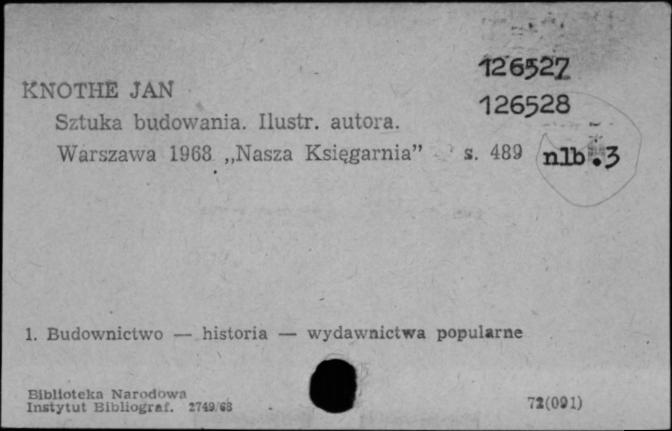 126527
KNOTHE JAN
126528
Sztuka budowania. Ilustr. autora.
Warszawa 1968 „Nasza Księgarnia” s. 489 nlb. 3
1. Budownictwo — historia — wydawnictwa popularne
Biblioteka Narodowa
Instytut Bibliograf. 2749/68 72(091)